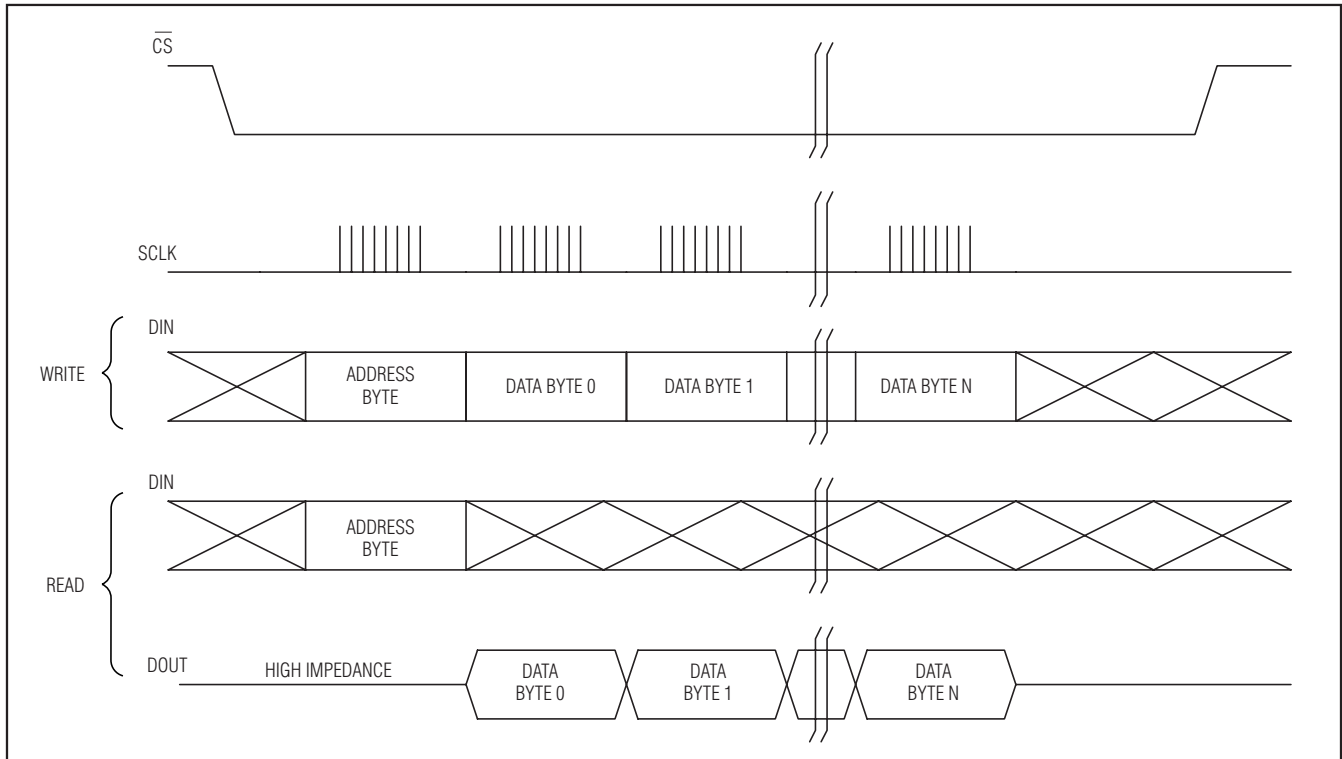 CS
SCLK
DIN
WRITE
ADDRESS
BYTE
DATA BYTE 0
DATA BYTE 1
DATA BYTE N
DIN
ADDRESS
BYTE
READ
DOUT
HIGH IMPEDANCE
DATA
BYTE 0
DATA
BYTE 1
DATA
BYTE N